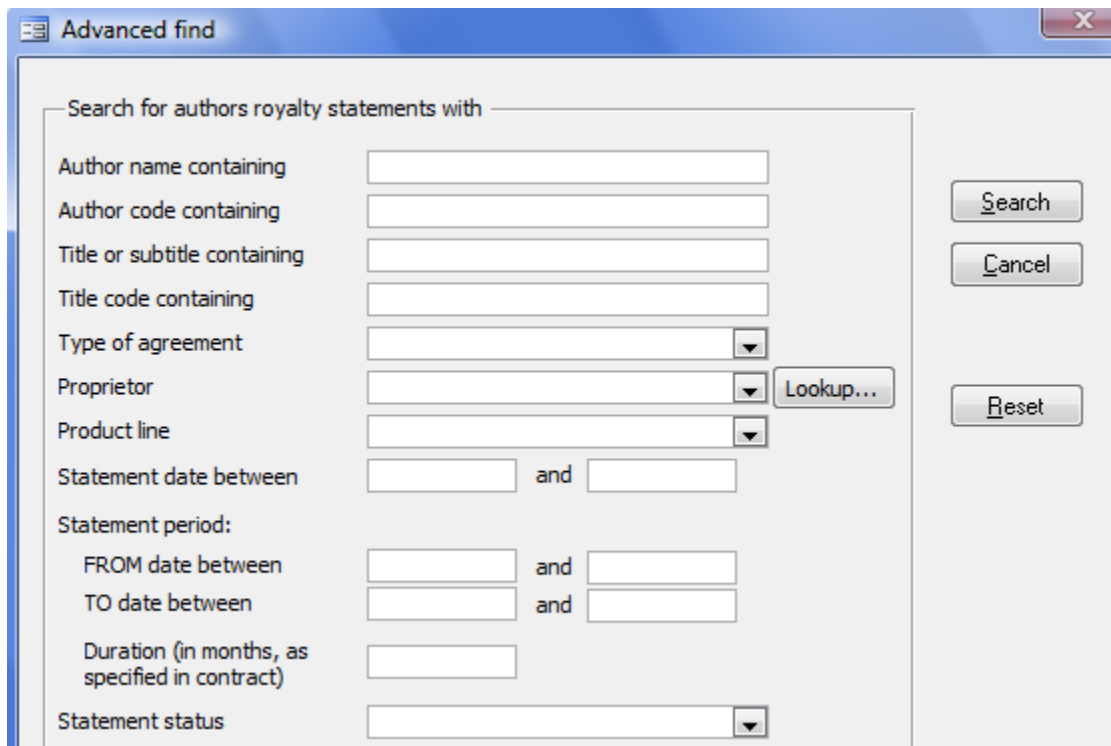 Advanced find
Search for authors royalty statements with
Author name containing
Author code containing
Search
Title or subtitle containing
Cancel
Title code containing
Type of agreement
Proprietor Lookup...
Reset
Product line
Statement date between and
Statement period:
FROM date between and
TO date between and
Duration (in months, as
specified in contract)
Statement status